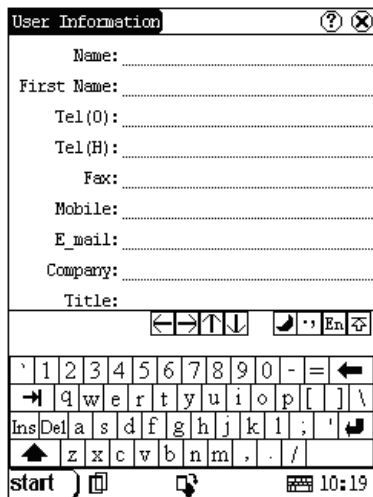 User Information ? X
Name:
First Name:
Tel(O):
Tel(H):
Fax:
Mobile:
E_mail:
Company:
Title:
← → ↑ ↓ ·, En 不
` 1 2 3 4 5 6 7 8 9 0 - = ←
q w e r t y u i o p [ ] \
Ins Del a s d f g h j k l ; '
z x c v b n m , . /
start 10:19